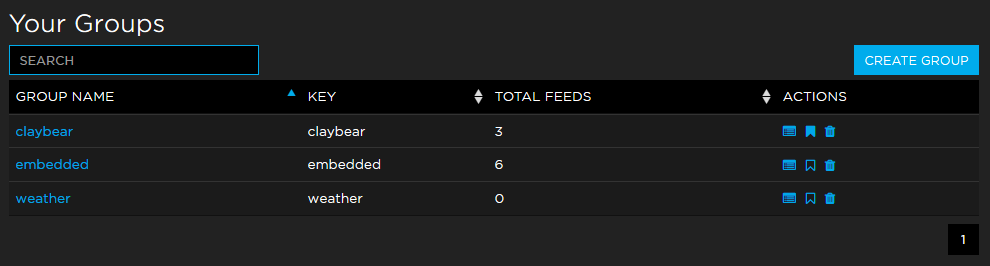 Your Groups
SEARCH
CREATE GROUP
GROUP NAME KEY TOTAL FEEDS ACTIONS
claybear claybear 3
embedded embedded 6
weather weather 0
1